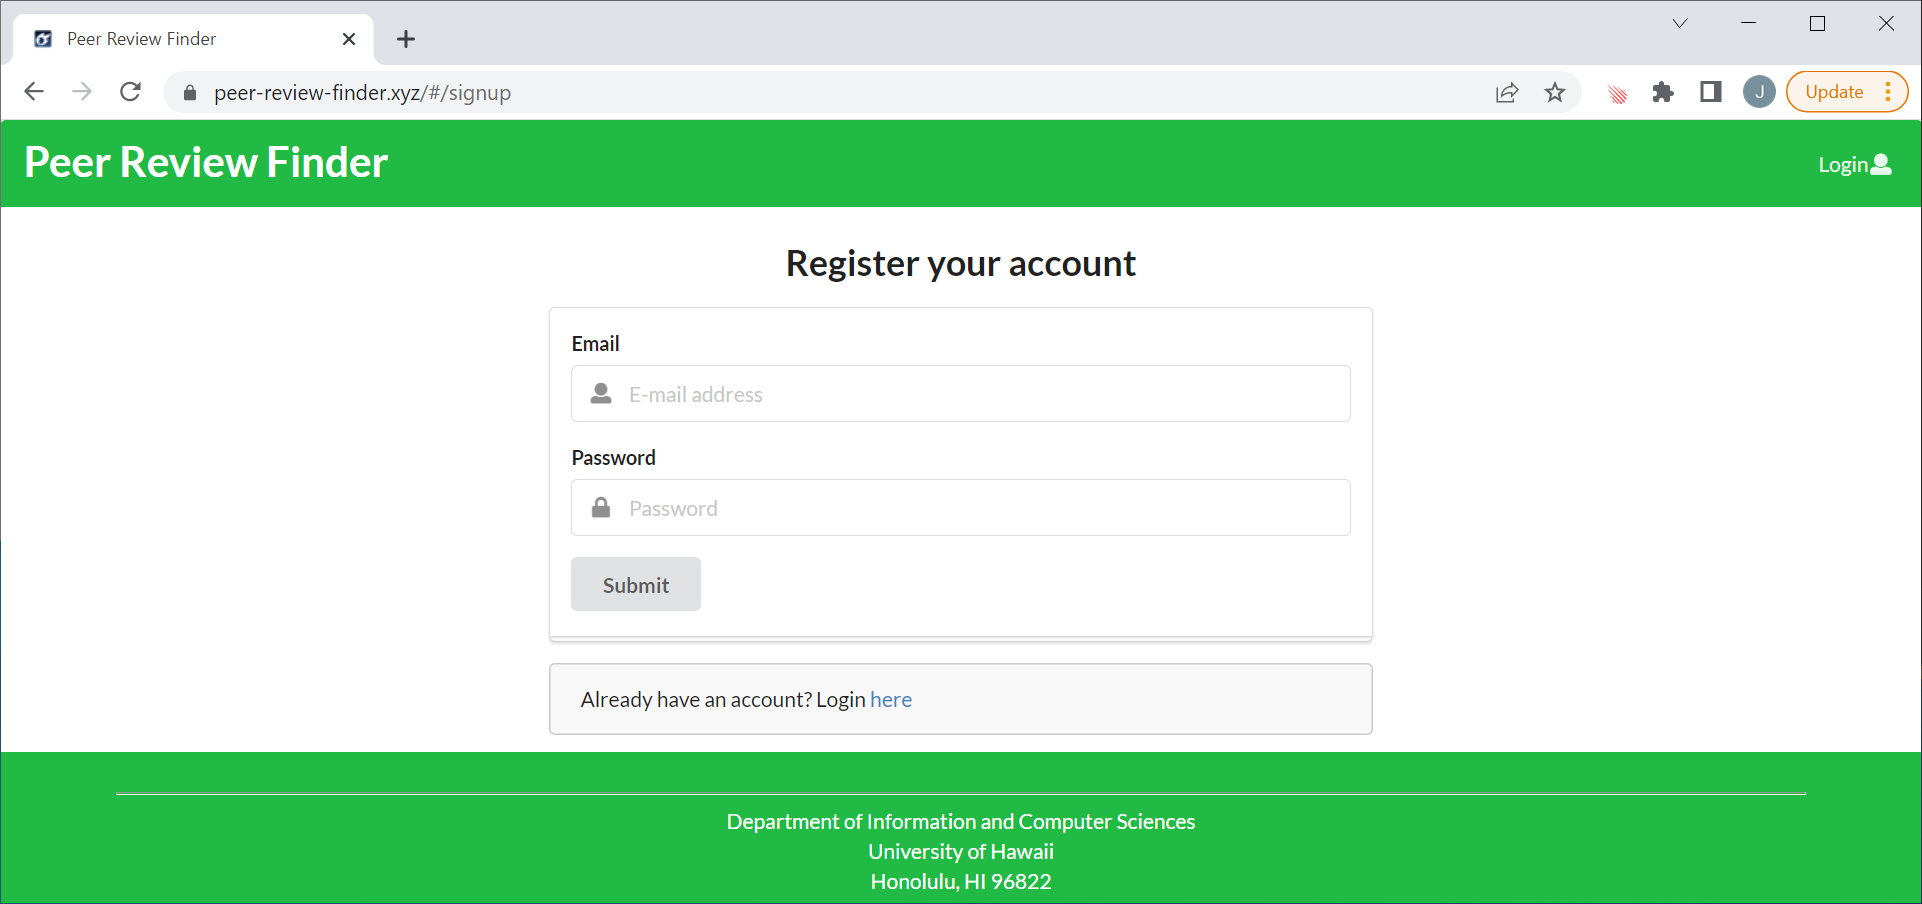 Peer Review Finder
peer-review-finder.xyz/#/signup
J
Update
Peer Review Finder
Login
Register your account
Email
E-mail address
Password
Password
Submit
Already have an account? Login here
Department of Information and Computer Sciences
University of Hawaii
Honolulu, HI 96822